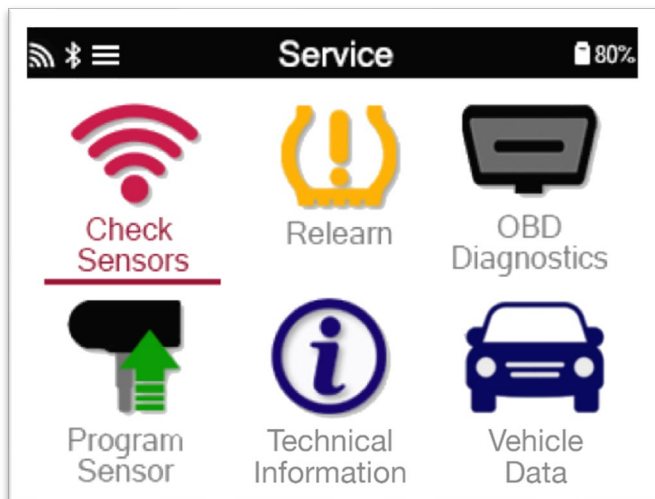 Service
80%
Check
Sensors
Relearn
OBD
Diagnostics
Program
Sensor
Technical
Information
Vehicle
Data